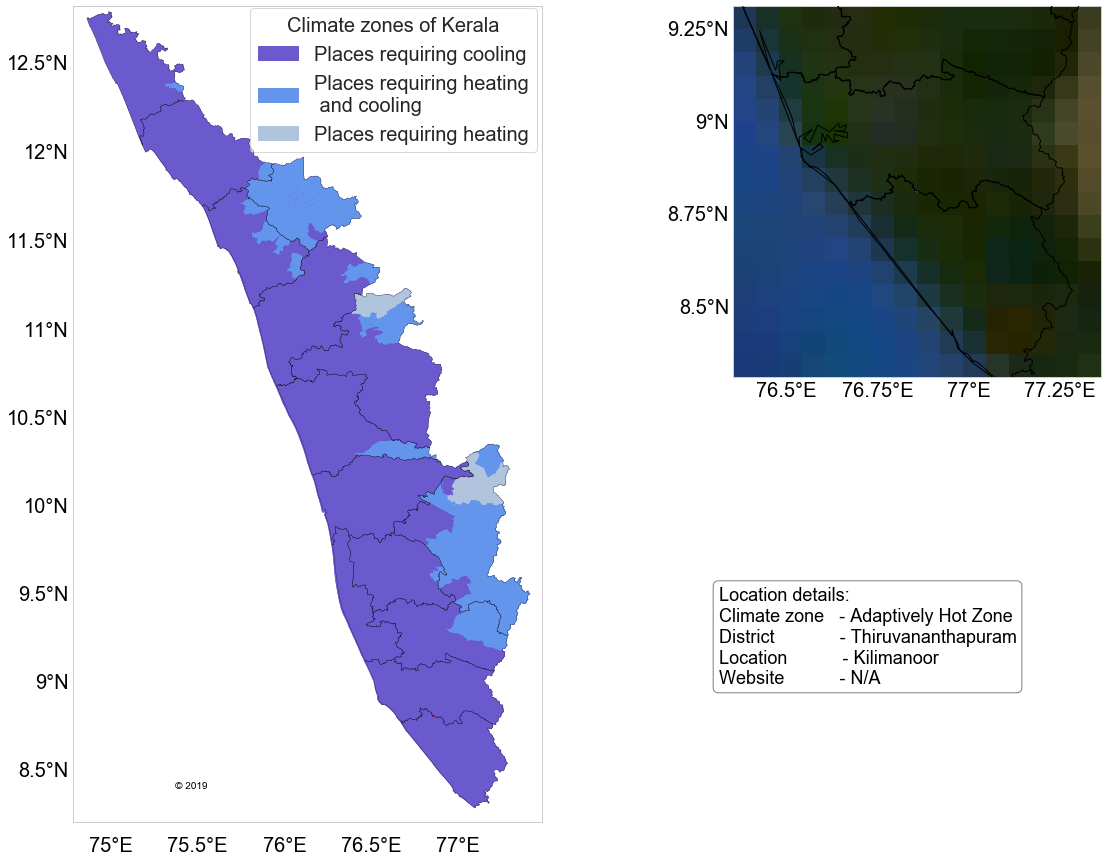 Climate zones of Kerala
Places requiring cooling
Places requiring heating
and cooling
Places requiring heating
12.5°N
12°N
11.5°N
11°N
10.5°N
10°N
9.5°N
9°N
8.5°N
75°E 75.5°E 76°E 76.5°E 77°E
© 2019
9.25°N
9°N
8.75°N
8.5°N
76.5°E 76.75°E 77°E 77.25°E
Location details:
Climate zone - Adaptively Hot Zone
District - Thiruvananthapuram
Location - Kilimanoor
Website - N/A